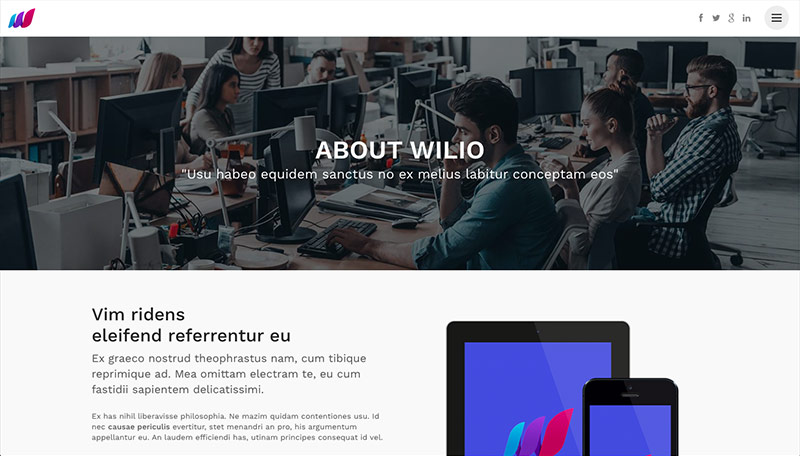 ABOUT WILIO
"Usu habeo equidem sanctus no ex melius labitur conceptam eos"
Vim ridens
eleifend referrentur eu
Ex graeco nostrud theophrastus nam, cum tibique
reprimique ad. Mea omittam electram te, eu cum
fastidii sapientem delicatissimi.
Ex has nihil liberavisse philosophia. Ne mazim quidam contentiones usu. Id
nec causae periculis evertitur, stet menandri an pro, his argumentum
appellantur eu. An laudem efficiendi has, utinam principes consequat id vel.